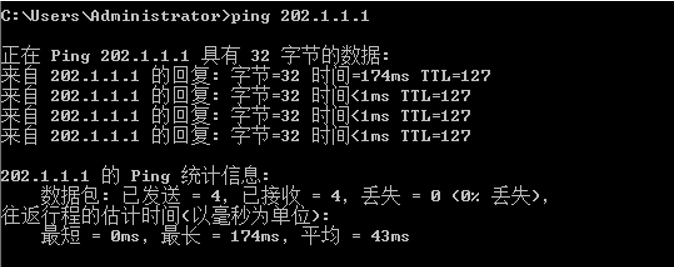 C:\Users\Administrator>ping 202.1.1.1
正在 Ping 202.1.1.1 具有 32 字节的数据:
来自 202.1.1.1 的回复: 字节=32 时间=174ms TTL=127
来自 202.1.1.1 的回复: 字节=32 时间<1ms TTL=127
来自 202.1.1.1 的回复: 字节=32 时间<1ms TTL=127
来自 202.1.1.1 的回复: 字节=32 时间<1ms TTL=127
202.1.1.1 的 Ping 统计信息:
数据包: 已发送 = 4, 已接收 = 4, 丢失 = 0 (0% 丢失),
往返行程的估计时间(以毫秒为单位):
最短 = 0ms, 最长 = 174ms, 平均 = 43ms